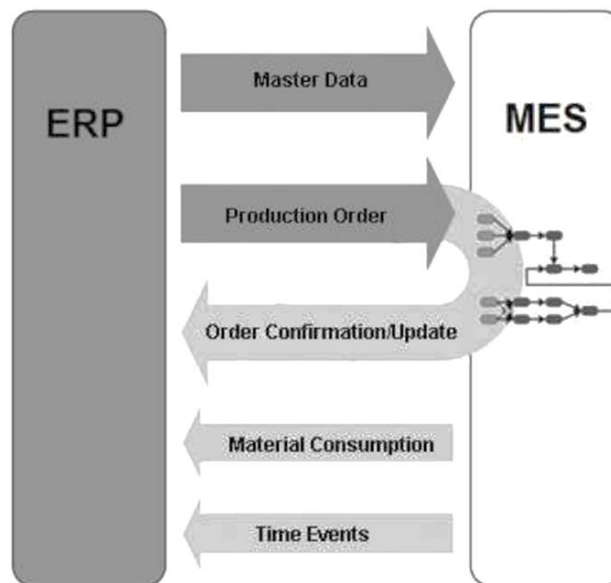 ERP
MES
Master Data
Production Order
Order Confirmation/Update
Material Consumption
Time Events